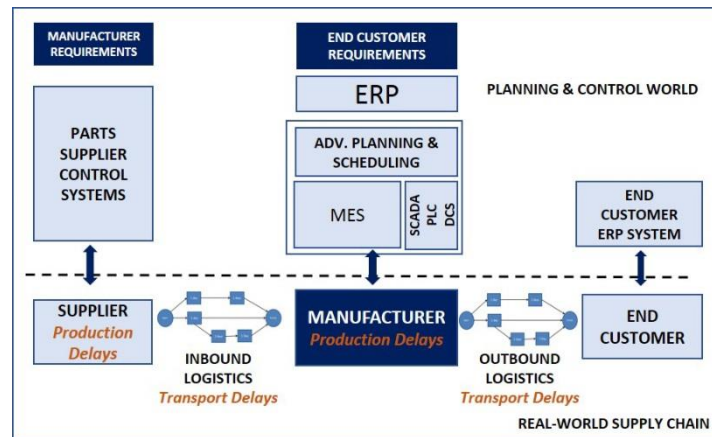 MANUFACTURER
REQUIREMENTS
END CUSTOMER
REQUIREMENTS
PLANNING & CONTROL WORLD
ERP
PARTS
SUPPLIER
CONTROL
SYSTEMS
ADV. PLANNING &
SCHEDULING
MES
SCADA
PLC
DCS
END
CUSTOMER
ERP SYSTEM
SUPPLIER
Production
Delays
INBOUND
LOGISTICS
Transport Delays
MANUFACTURER
Production Delays
OUTBOUND
LOGISTICS
Transport Delays
END
CUSTOMER
REAL-WORLD SUPPLY CHAIN